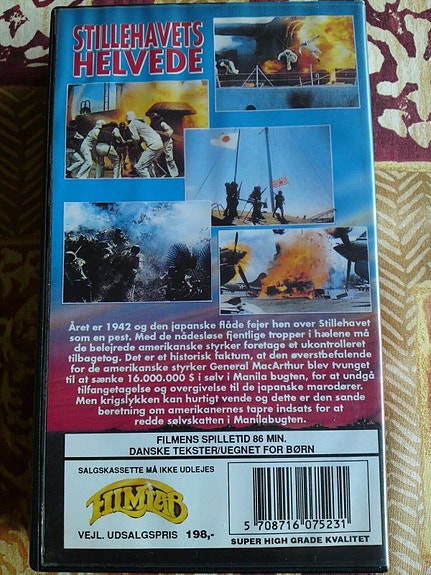 STILLEHAVETS
HELVEDE
Året er 1942 og den japanske flåde fejer hen over Stillehavet
som en pest. Med de nådesløse fjentlige tropper i hælene må
de belejrede amerikanske styrker foretage et ukontrolleret
tilbagetog. Det er et historisk faktum, at den øverstbefalende
for de amerikanske styrker General MacArthur blev tvunget
til at sænke 16.000.000 $ i sølv i Manila bugten, for at undgå
tilfangetagelse og overgivelse til de japanske marodører.
Men krigslykken kan hurtigt vende og dette er den sande
beretning om amerikanernes tapre indsats for at
redde sølvskatten i Manilabugten.
FILMENS SPILLETID 86 MIN.
DANSKE TEKSTER/UEGNET FOR BØRN
SALGSKASSETTE MÅ IKKE UDLEJES
FILMLAB
VEJL. UDSALGSPRIS 198,-
5 708716 075231
SUPER HIGH GRADE KVALITET